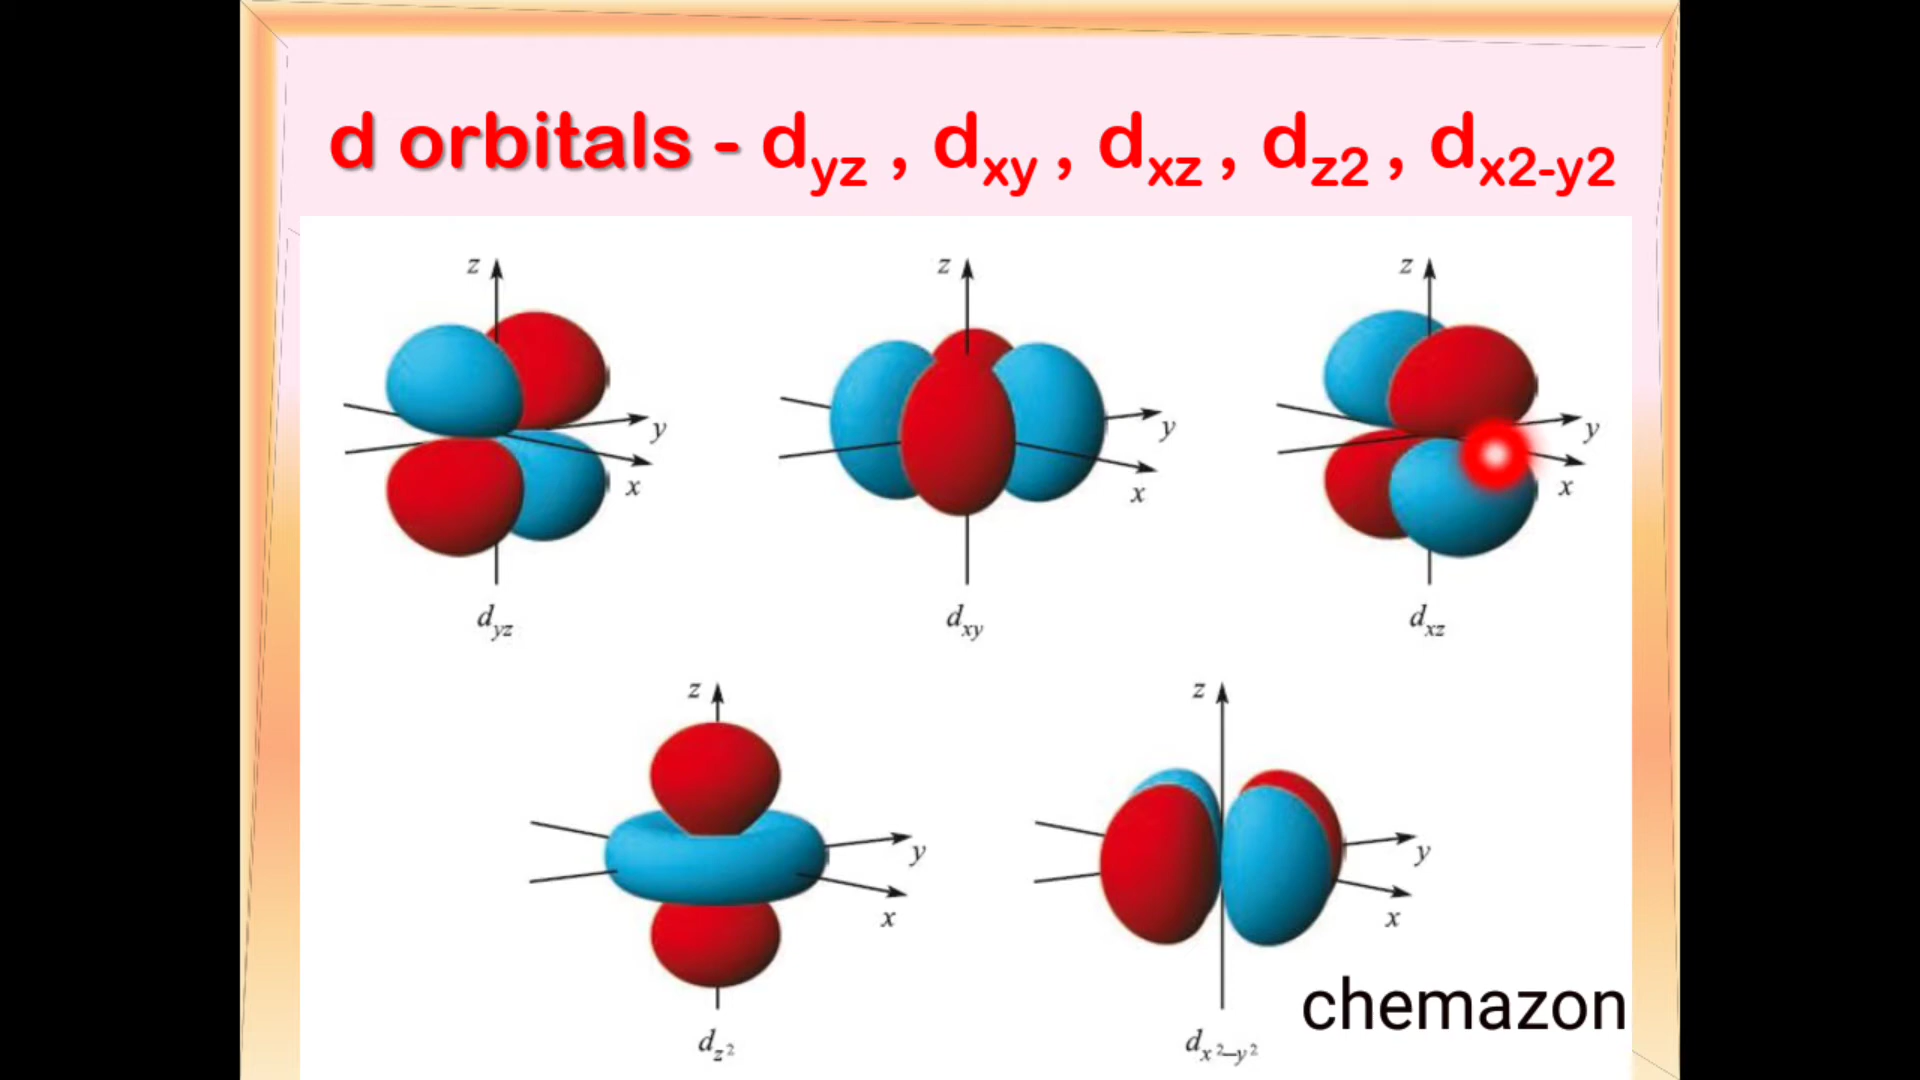 d orbitals - dyz , dxy , dxz , dz2 , dx2-y2
z z z
y y y
x x x
dyz dxy dxz
z z
y y
x x
chemazon
dz2 dx2–y2